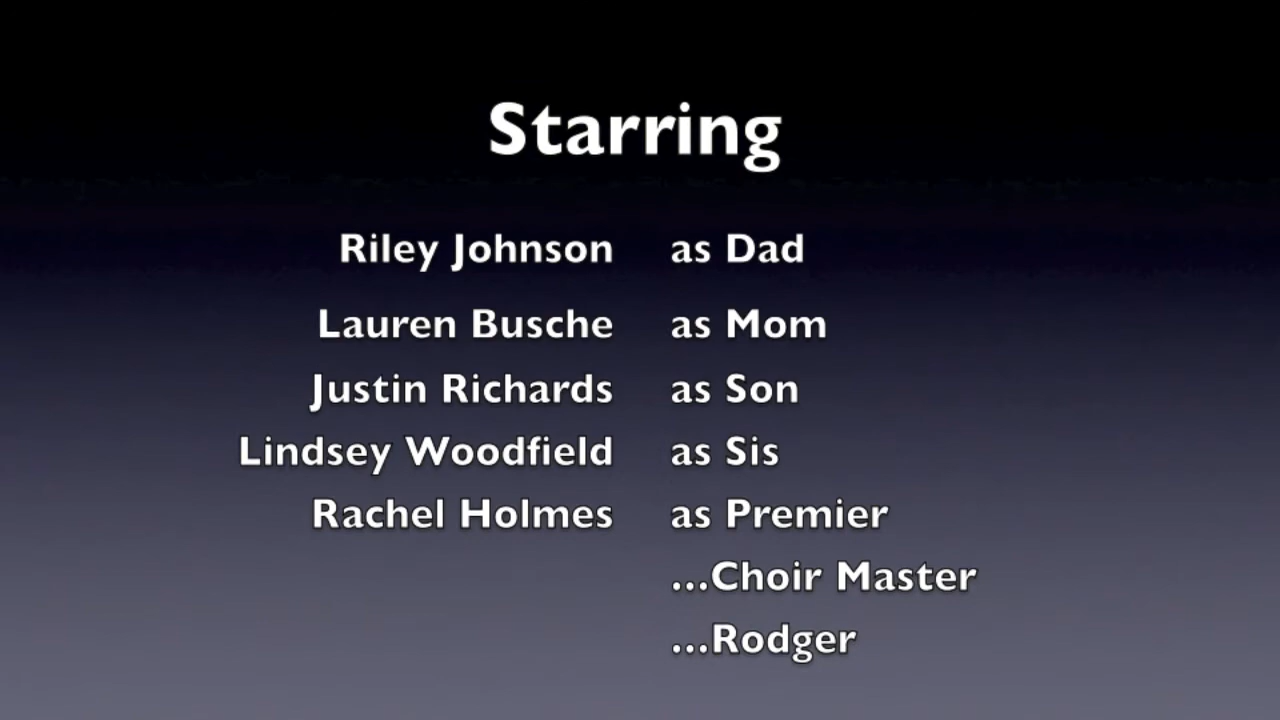 Starring
Riley Johnson as Dad
Lauren Busche as Mom
Justin Richards as Son
Lindsey Woodfield as Sis
Rachel Holmes as Premier
...Choir Master
...Rodger